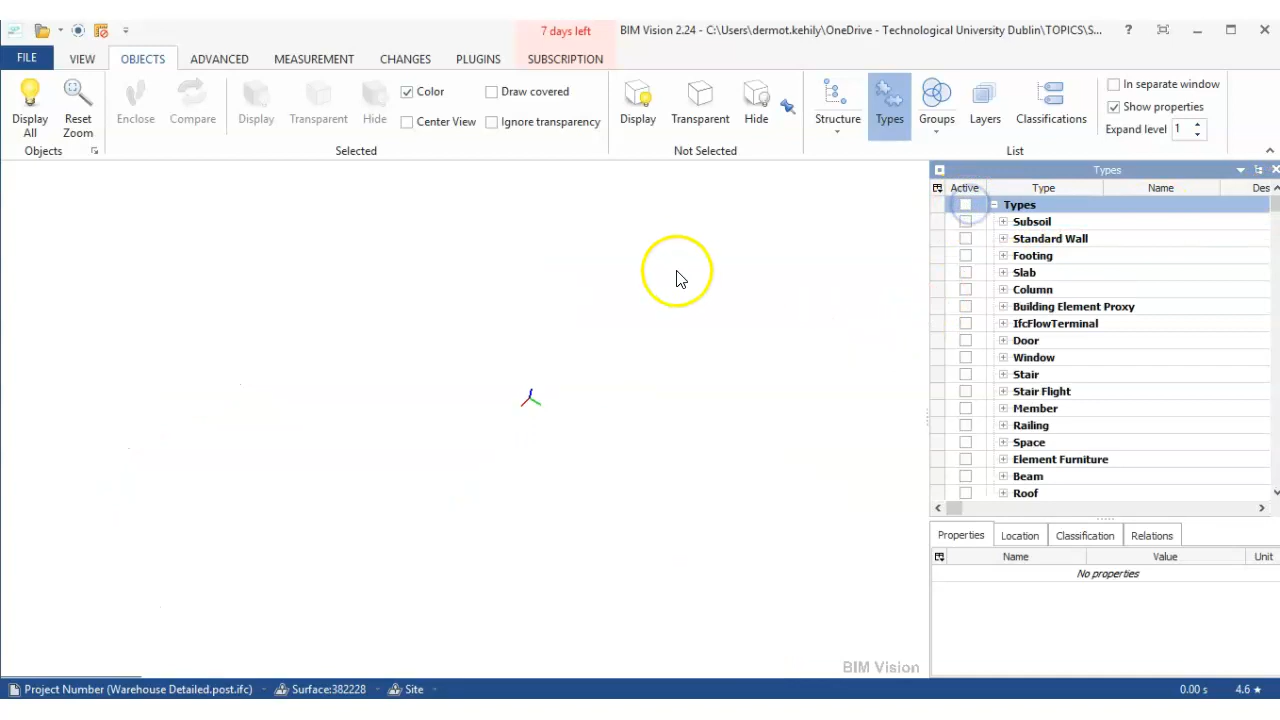 7 days left
BIM Vision 2.24 - C:\Users\dermot.kehily\OneDrive - Technological University Dublin\TOPICS\S...
FILE VIEW OBJECTS ADVANCED MEASUREMENT CHANGES PLUGINS SUBSCRIPTION
Display All
Reset Zoom
Objects
Enclose
Compare
Display
Transparent
Hide
Color
Center View
Draw covered
Ignore transparency
Selected
Display
Transparent
Hide
Not Selected
Structure
Types
Groups
Layers
Classifications
In separate window
Show properties
Expand level 1
List
Types
Active Type Name Des
Types
Subsoil
Standard Wall
Footing
Slab
Column
Building Element Proxy
IfcFlowTerminal
Door
Window
Stair
Stair Flight
Member
Railing
Space
Element Furniture
Beam
Roof
Properties Location Classification Relations
Name Value Unit
No properties
BIM Vision
Project Number (Warehouse Detailed.post.ifc) Surface:382228 Site 0.00 s 4.6 ★